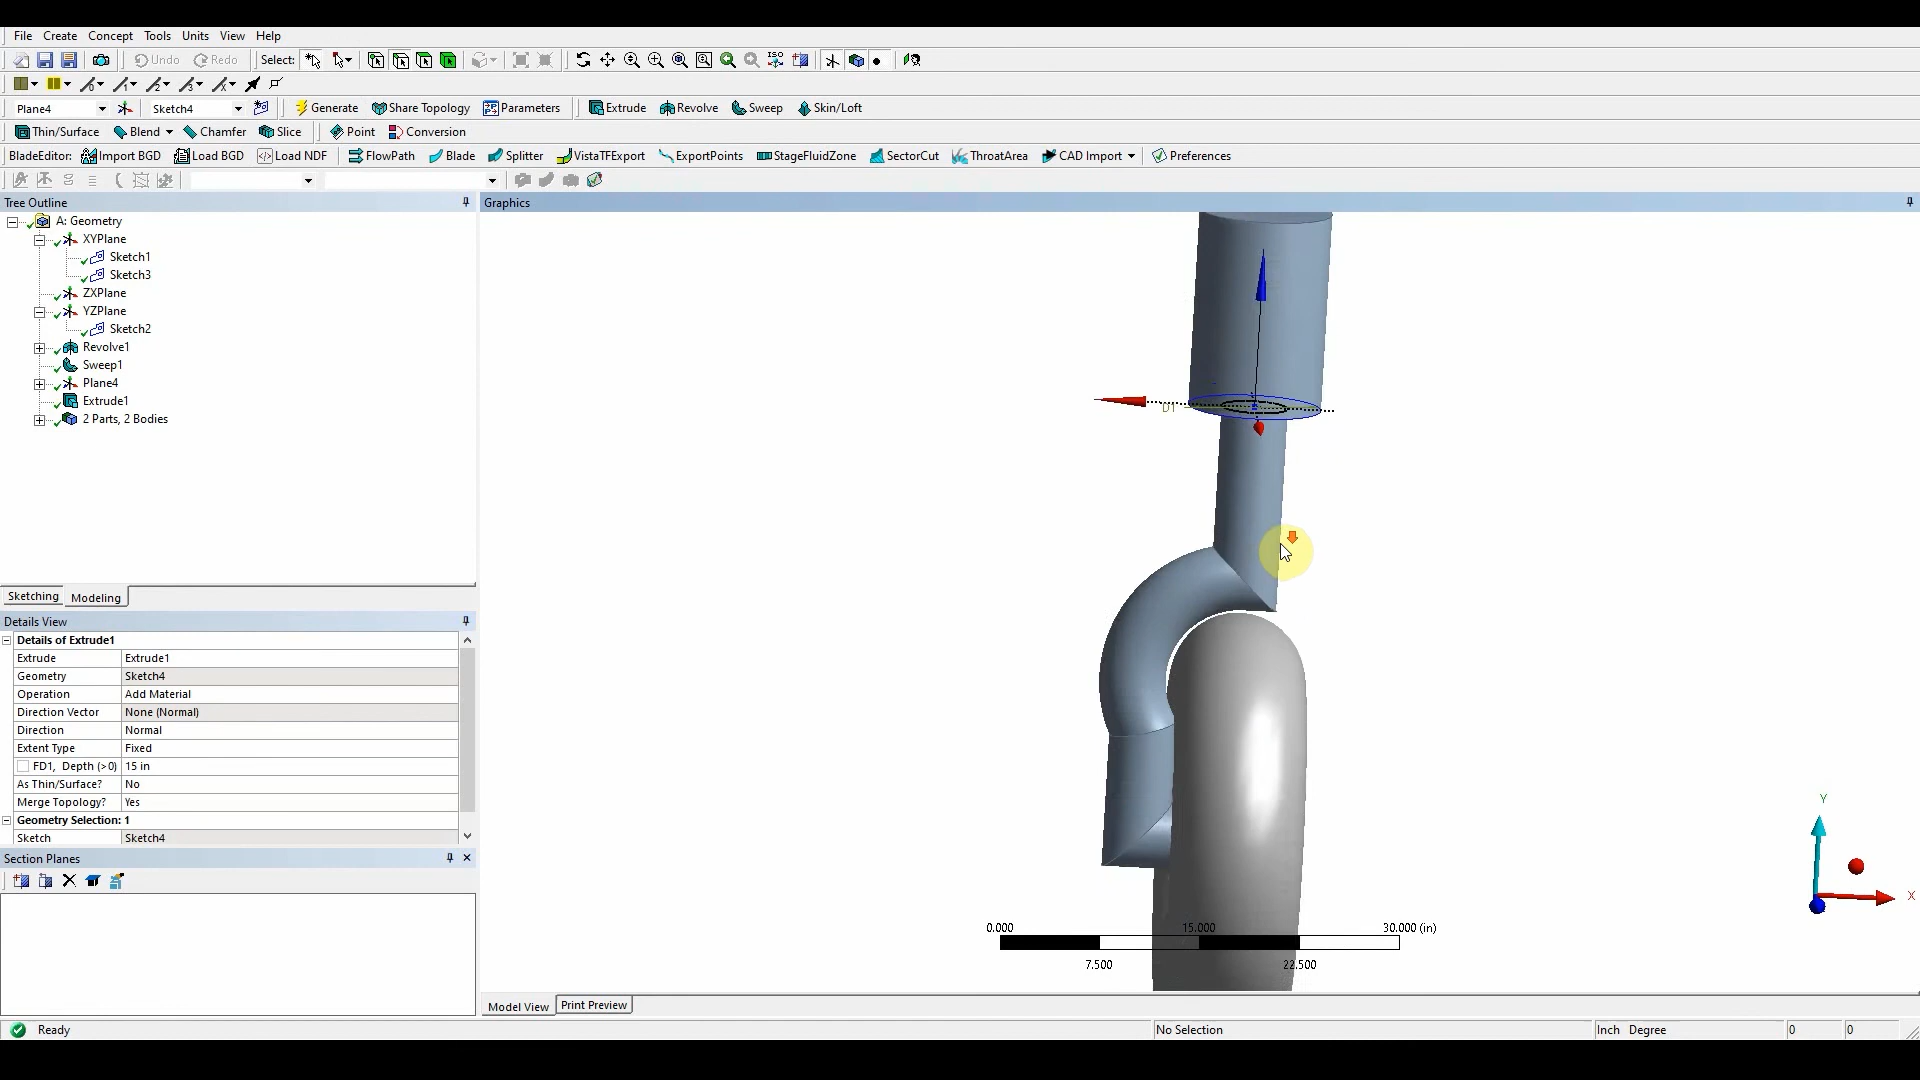 File Create Concept Tools Units View Help
Undo Redo Select: ISO
Plane4 Sketch4 Generate Share Topology Parameters Extrude Revolve Sweep Skin/Loft
Thin/Surface Blend Chamfer Slice Point Conversion
BladeEditor: Import BGD Load BGD Load NDF FlowPath Blade Splitter VistaTFExport ExportPoints StageFluidZone SectorCut ThroatArea CAD Import Preferences
Tree Outline
Graphics
A: Geometry
XYPlane
Sketch1
Sketch3
ZXPlane
YZPlane
Sketch2
Revolve1
Sweep1
Plane4
Extrude1
2 Parts, 2 Bodies
D1
Sketching Modeling
Details View
Details of Extrude1
Extrude Extrude1
Geometry Sketch4
Operation Add Material
Direction Vector None (Normal)
Direction Normal
Extent Type Fixed
FD1, Depth (>0) 15 in
As Thin/Surface? No
Merge Topology? Yes
Geometry Selection: 1
Sketch Sketch4
Section Planes
Y
X
0.000 15.000 30.000 (in)
7.500 22.500
Model View Print Preview
Ready No Selection Inch Degree 0 0